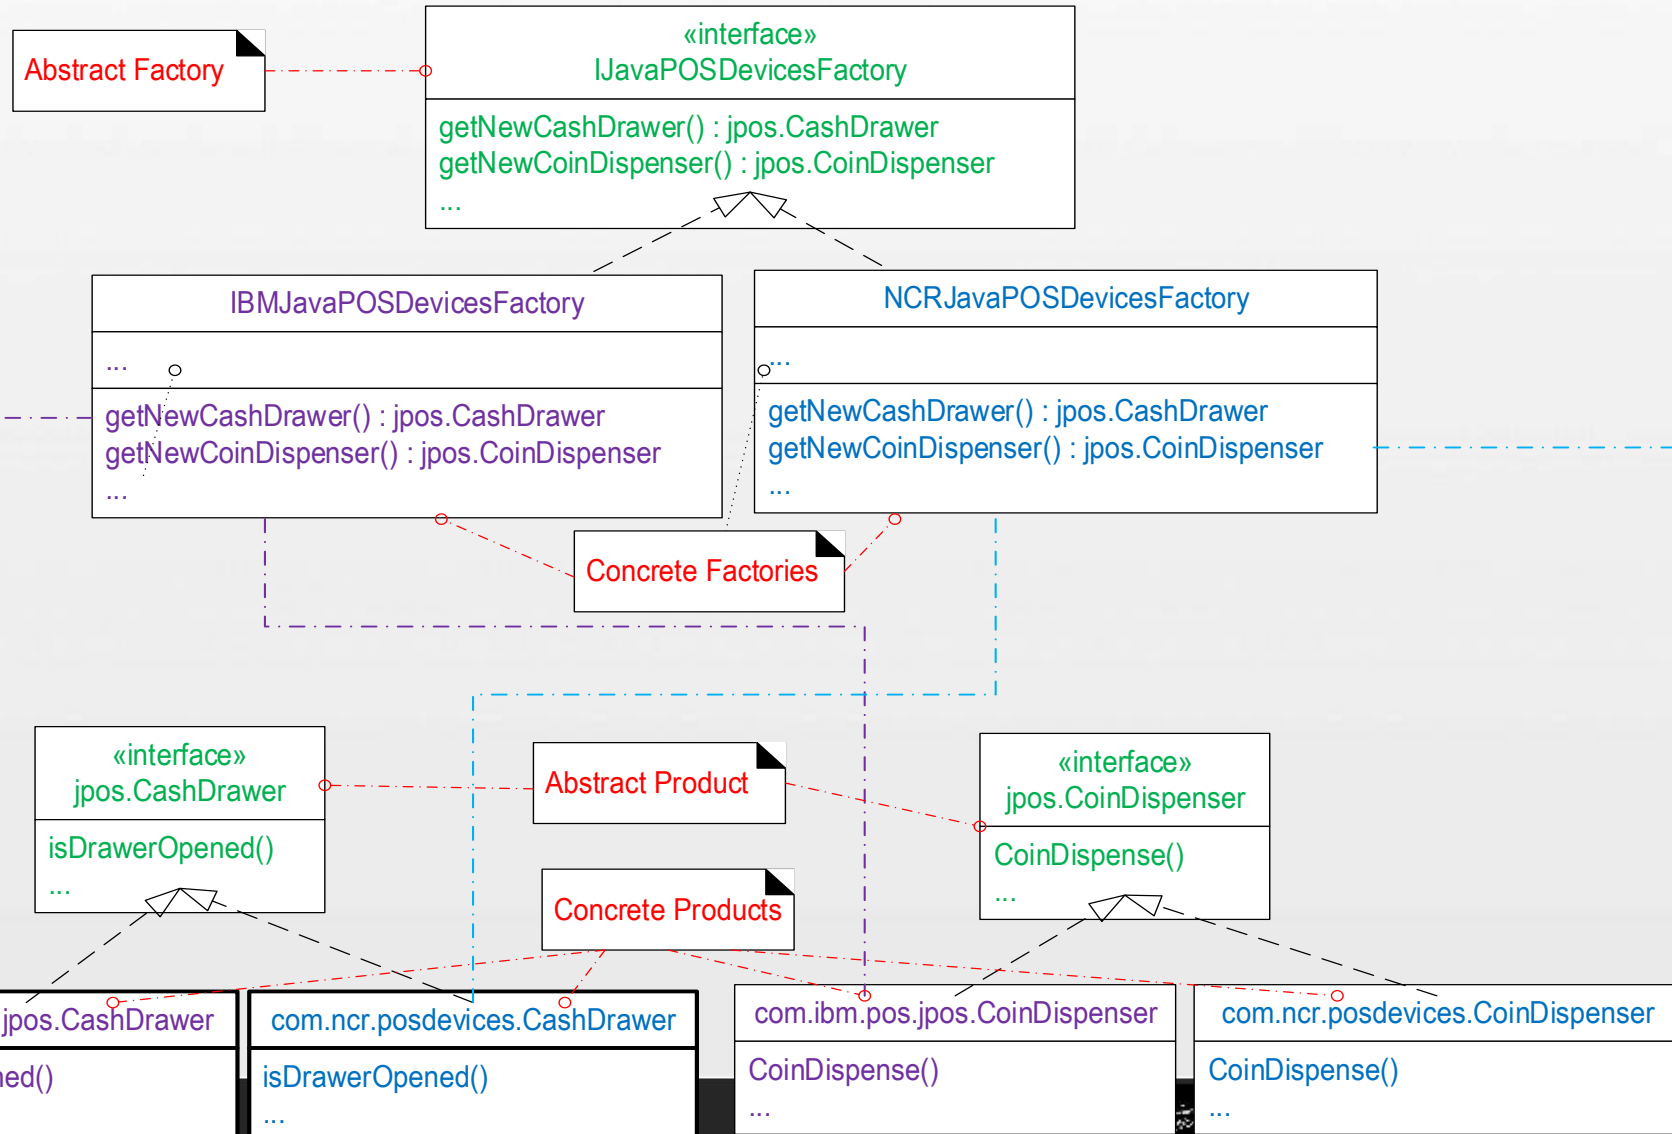 Abstract Factory
«interface»
IJavaPOSDevicesFactory
getNewCashDrawer() : jpos.CashDrawer
getNewCoinDispenser() : jpos.CoinDispenser
...
IBMJavaPOSDevicesFactory
...
getNewCashDrawer() : jpos.CashDrawer
getNewCoinDispenser() : jpos.CoinDispenser
...
NCRJavaPOSDevicesFactory
...
getNewCashDrawer() : jpos.CashDrawer
getNewCoinDispenser() : jpos.CoinDispenser
...
Concrete Factories
«interface»
jpos.CashDrawer
isDrawerOpened()
...
Abstract Product
«interface»
jpos.CoinDispenser
CoinDispense()
...
Concrete Products
jpos.CashDrawer
ned()
com.ncr.posdevices.CashDrawer
isDrawerOpened()
...
com.ibm.pos.jpos.CoinDispenser
CoinDispense()
...
com.ncr.posdevices.CoinDispenser
CoinDispense()
...